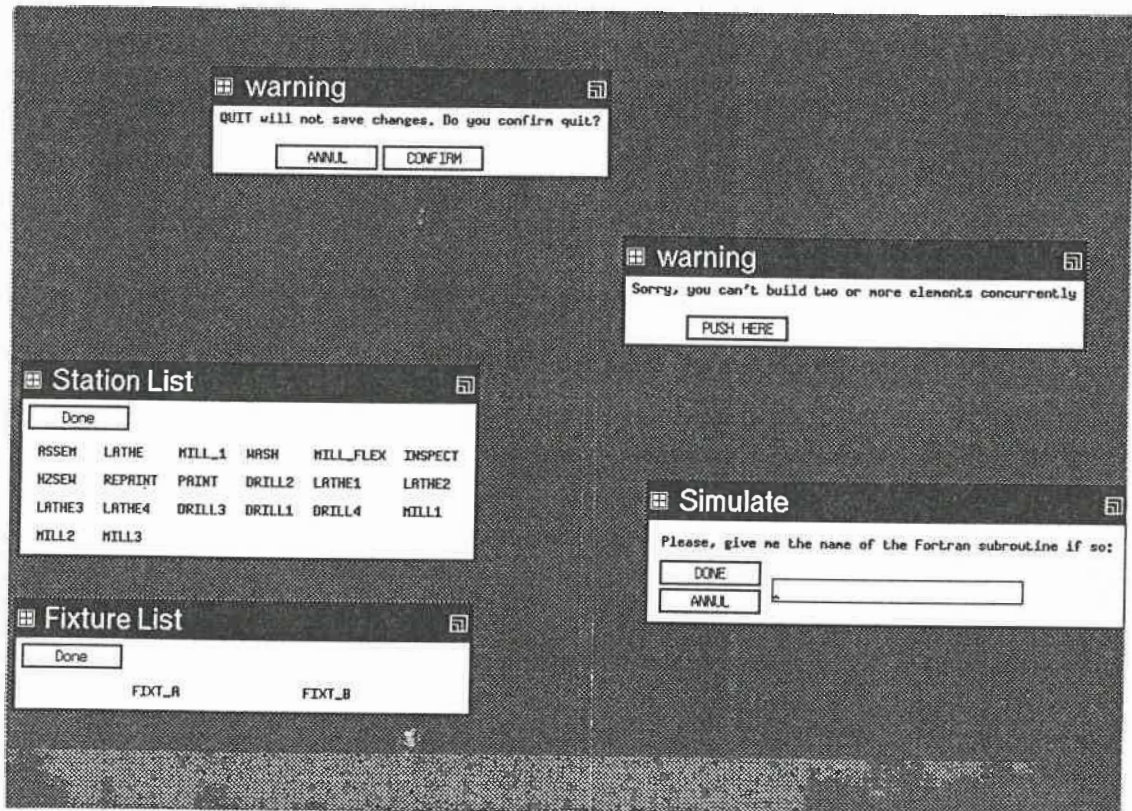 warning
QUIT will not save changes. Do you confirm quit?
ANNUL CONFIRM
warning
Sorry, you can't build two or more elements concurrently
PUSH HERE
Station List
Done
ASSEM LATHE MILL_1 WASH MILL_FLEX INSPECT
REPAINT PAINT DRILL2 LATHE1 LATHE2
LATHE3 LATHE4 DRILL3 DRILL1 DRILL4 MILL1
MILL2 MILL3
Simulate
Please, give me the name of the Fortran subroutine if so:
DONE
ANNUL
Fixture List
Done
FIXT_A FIXT_B